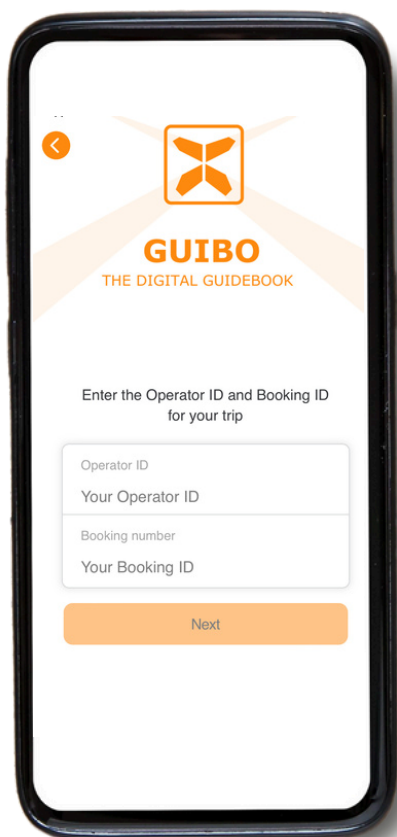 GUIBO
THE DIGITAL GUIDEBOOK
Enter the Operator ID and Booking ID
for your trip
Operator ID
Your Operator ID
Booking number
Your Booking ID
Next